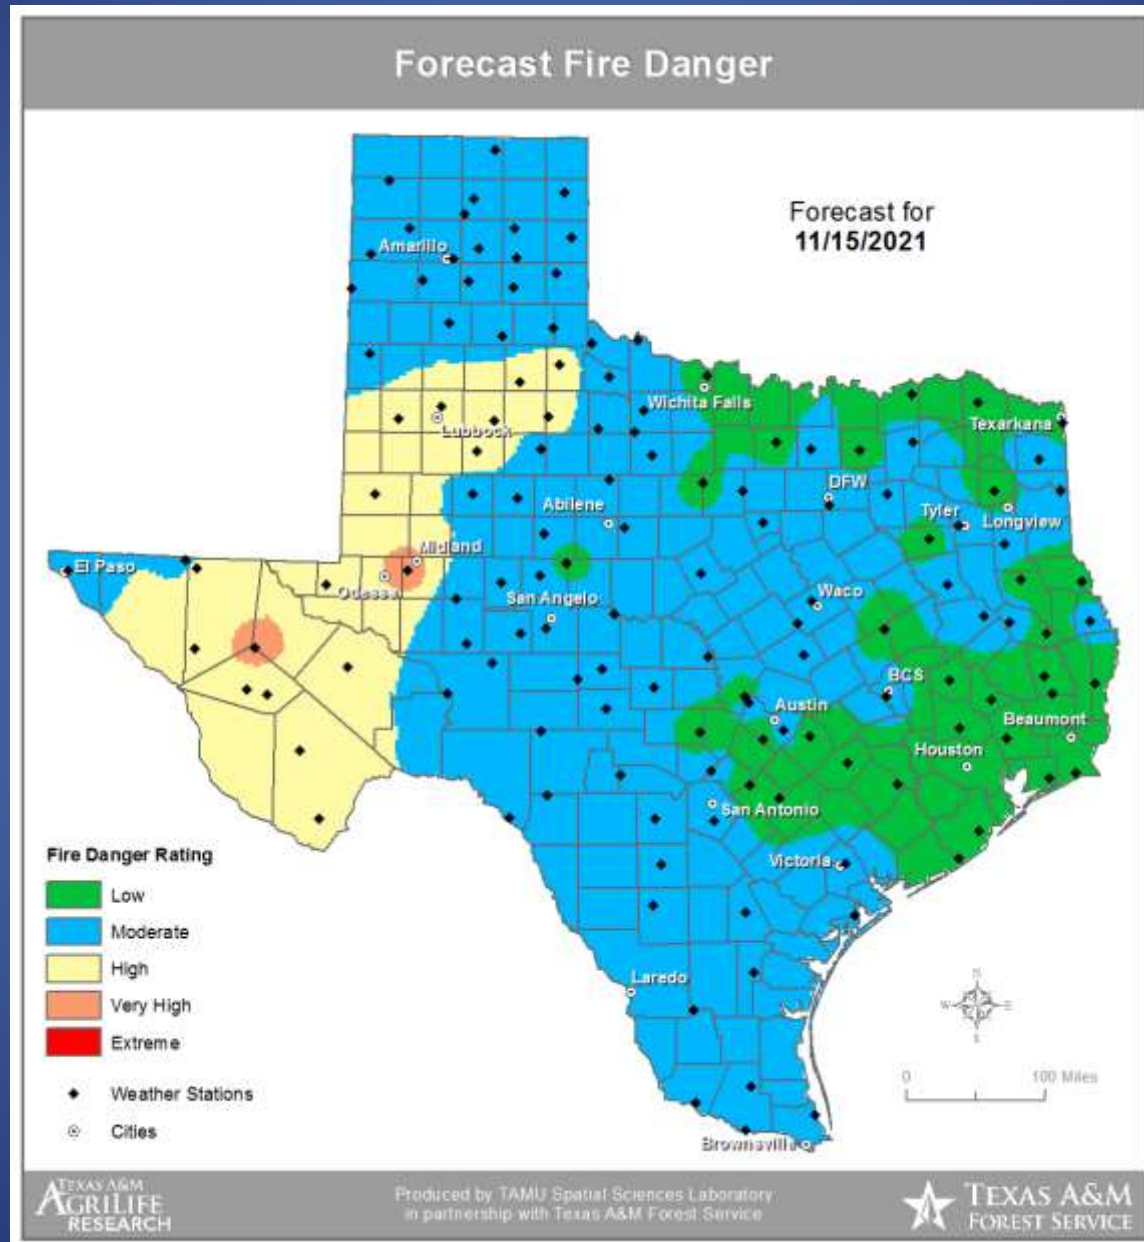 Forecast Fire Danger
Forecast for
11/15/2021
Amarillo
Wichita Falls
Lubbock
Texarkana
DFW
Abilene
Tyler
Longview
Midland
El Paso
Odessa
San Angelo
Waco
BCS
Austin
Beaumont
Houston
San Antonio
Victoria
Laredo
Brownsville
Fire Danger Rating
Low
Moderate
High
Very High
Extreme
Weather Stations
Cities
N
W
E
S
0
100 Miles
TEXAS A&M
AGRILIFE
RESEARCH
Produced by TAMU Spatial Sciences Laboratory
in partnership with Texas A&M Forest Service
TEXAS A&M
FOREST SERVICE